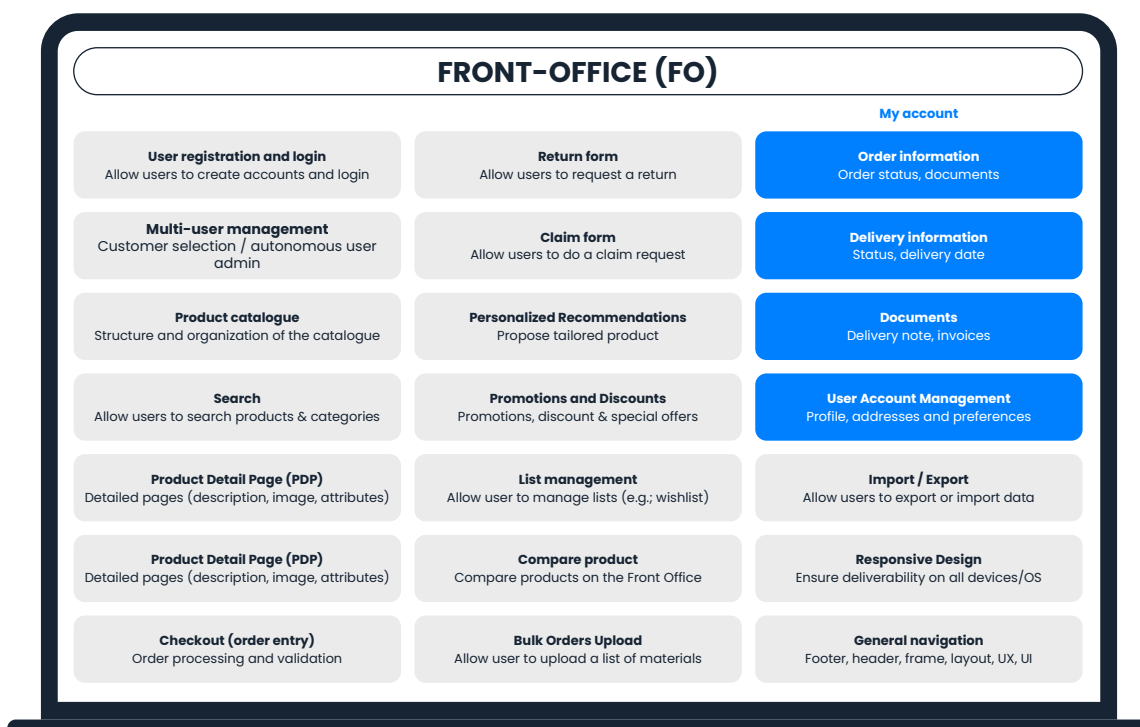 FRONT-OFFICE (FO)
My account
User registration and login
Allow users to create accounts and login
Return form
Allow users to request a return
Order information
Order status, documents
Multi-user management
Customer selection / autonomous user
admin
Claim form
Allow users to do a claim request
Delivery information
Status, delivery date
Product catalogue
Structure and organization of the catalogue
Personalized Recommendations
Propose tailored product
Documents
Delivery note, invoices
Search
Allow users to search products & categories
Promotions and Discounts
Promotions, discount & special offers
User Account Management
Profile, addresses and preferences
Product Detail Page (PDP)
Detailed pages (description, image, attributes)
List management
Allow user to manage lists (e.g.; wishlist)
Import / Export
Allow users to export or import data
Product Detail Page (PDP)
Detailed pages (description, image, attributes)
Compare product
Compare products on the Front Office
Responsive Design
Ensure deliverability on all devices/OS
Checkout (order entry)
Order processing and validation
Bulk Orders Upload
Allow user to upload a list of materials
General navigation
Footer, header, frame, layout, UX, UI